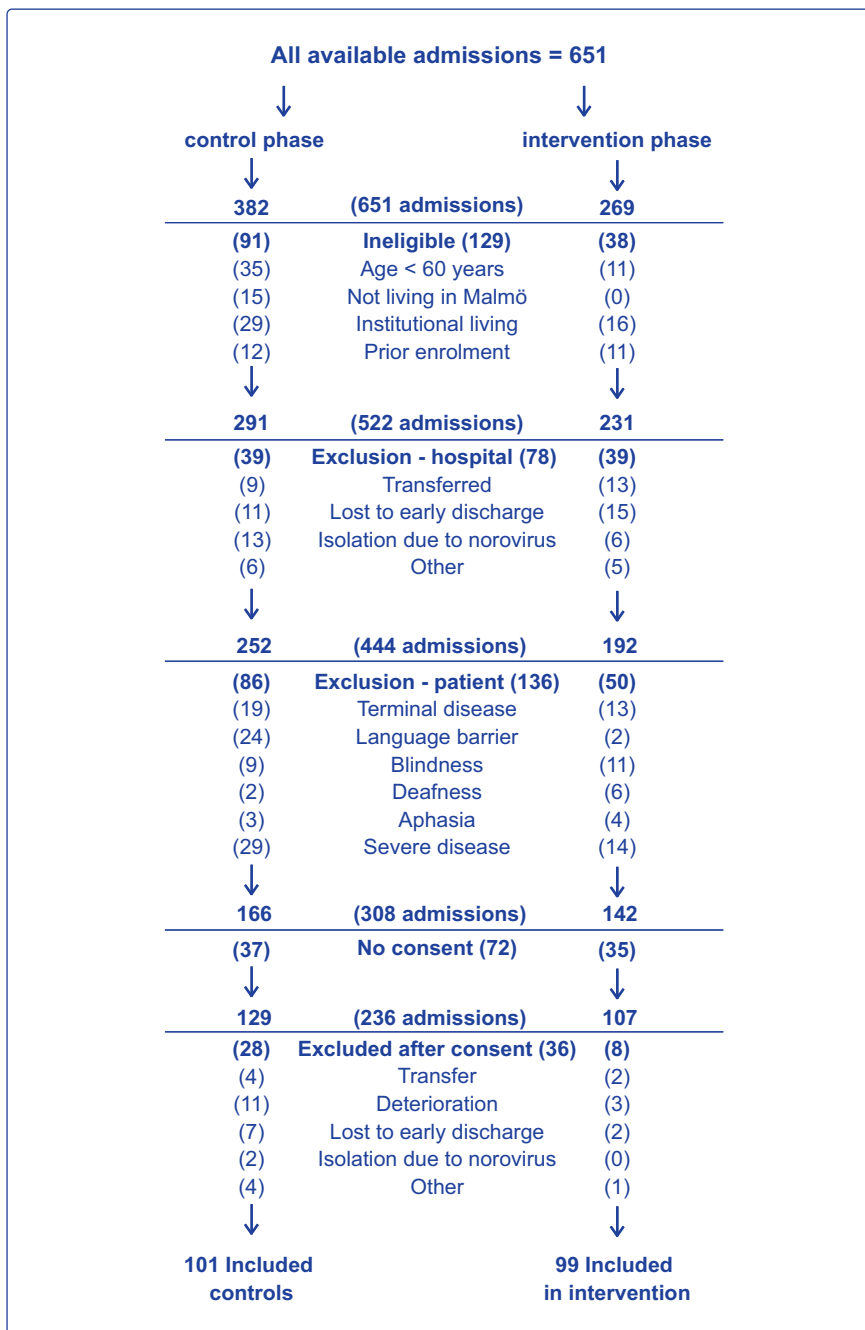 All available admissions = 651
control phase intervention phase
382 (651 admissions) 269
(91) Ineligible (129) (38)
(35) Age < 60 years (11)
(15) Not living in Malmö (0)
(29) Institutional living (16)
(12) Prior enrolment (11)
291 (522 admissions) 231
(39) Exclusion - hospital (78) (39)
(9) Transferred (13)
(11) Lost to early discharge (15)
(13) Isolation due to norovirus (6)
(6) Other (5)
252 (444 admissions) 192
(86) Exclusion - patient (136) (50)
(19) Terminal disease (13)
(24) Language barrier (2)
(9) Blindness (11)
(2) Deafness (6)
(3) Aphasia (4)
(29) Severe disease (14)
166 (308 admissions) 142
(37) No consent (72) (35)
129 (236 admissions) 107
(28) Excluded after consent (36) (8)
(4) Transfer (2)
(11) Deterioration (3)
(7) Lost to early discharge (2)
(2) Isolation due to norovirus (0)
(4) Other (1)
101 Included 99 Included
controls in intervention